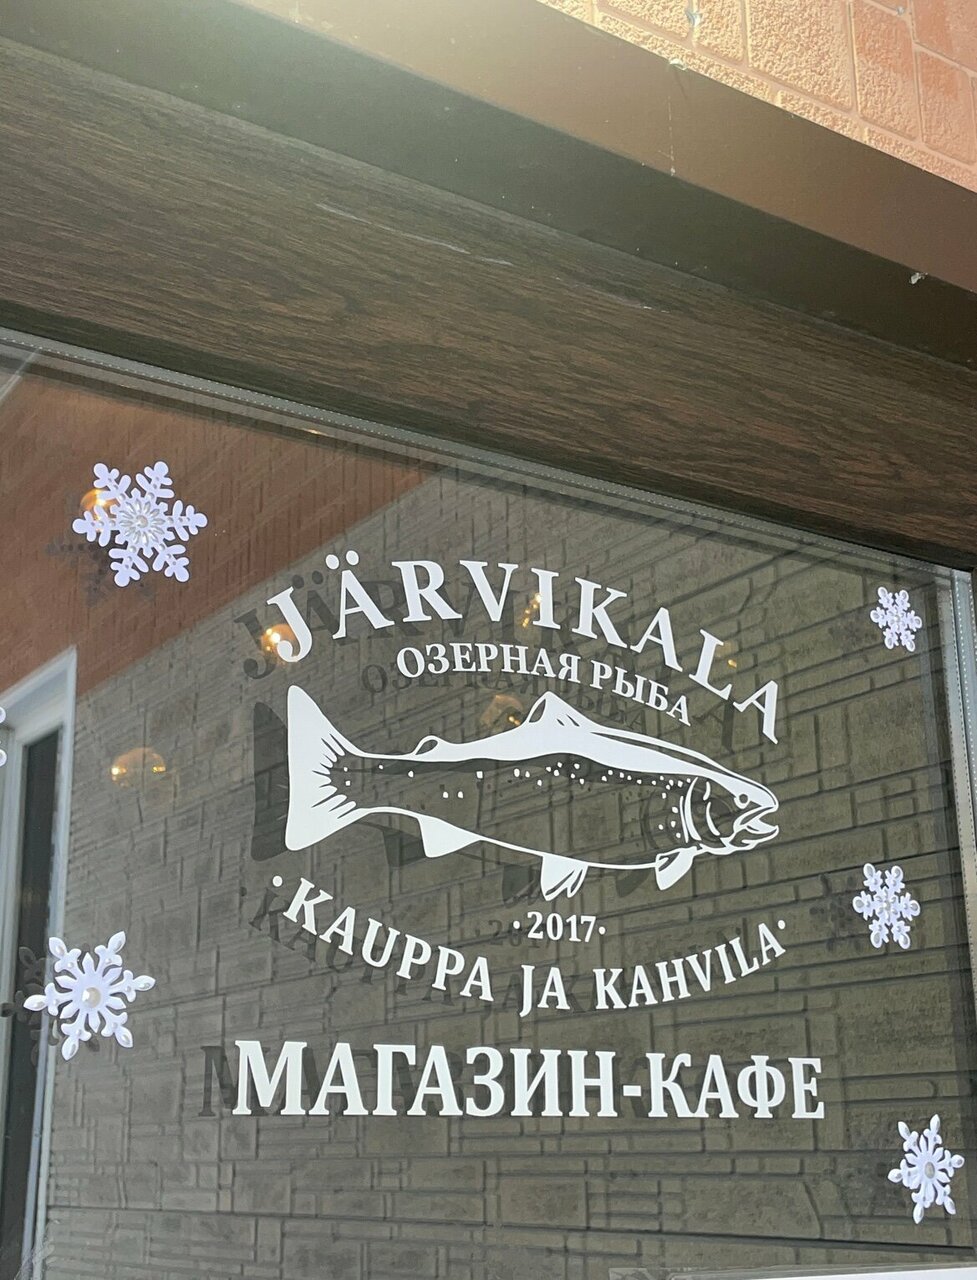 JÄRVIKALA
ОЗЕРНАЯ РЫБА
·2017·
·KAUPPA JA KAHVILA·
МАГАЗИН-КАФЕ